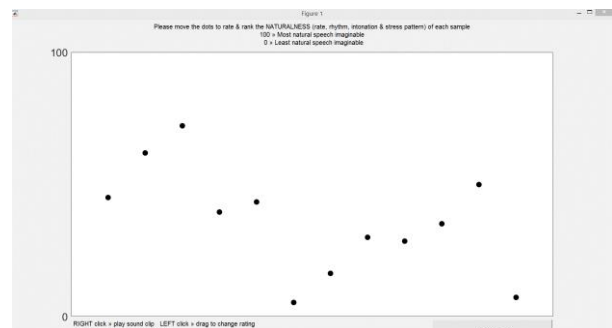 Figure 1
Please move the dots to rate & rank the NATURALNESS (rate, rhythm, intonation & stress pattern) of each sample
100 = Most natural speech imaginable
0 = Least natural speech imaginable
100
0
RIGHT click = play sound clip LEFT click = drag to change rating